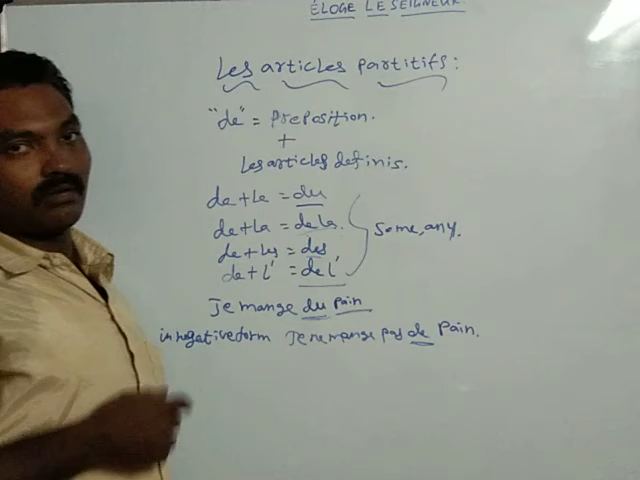 ÉLOGE LE SEIGNEUR
Les articles partitifs:
"de" = Preposition.
+
Les articles definis.
de + Le = du
de + La = de La.
de + Les = des
de + L' = de L'
Some, any.
Je mange du Pain
in negative form Je ne mange pas de Pain.